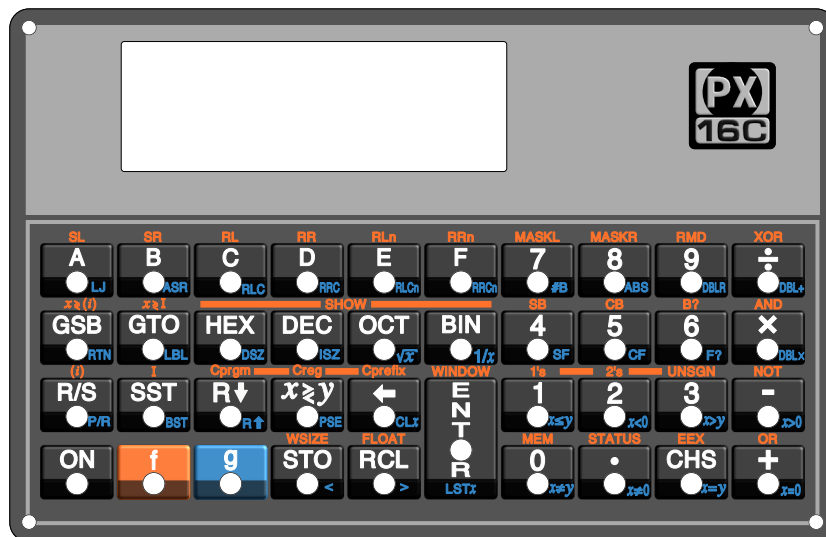 PX
16C
SL SR RL RR RLn RRn MASKL MASKR RMD XOR
A B C D E F 7 8 9 ÷
LJ ASR RLC RRC RLCn RRCn #B ABS DBLR DBL÷
x≷(i) x≷I SHOW SB CB B? AND
GSB GTO HEX DEC OCT BIN 4 5 6 ×
RTN LBL DSZ ISZ √x 1/x SF CF F? DBLx
(i) I Cprgm Creg Cprefix WINDOW 1's 2's UNSGN NOT
R/S SST R↓ x≷y ← ENTER 1 2 3 -
P/R BST R↑ PSE CLx x≤y x<0 x>y x>0
WSIZE FLOAT MEM STATUS EEX OR
ON f g STO RCL 0 . CHS +
< > LSTx x≠y x≠0 x=y x=0